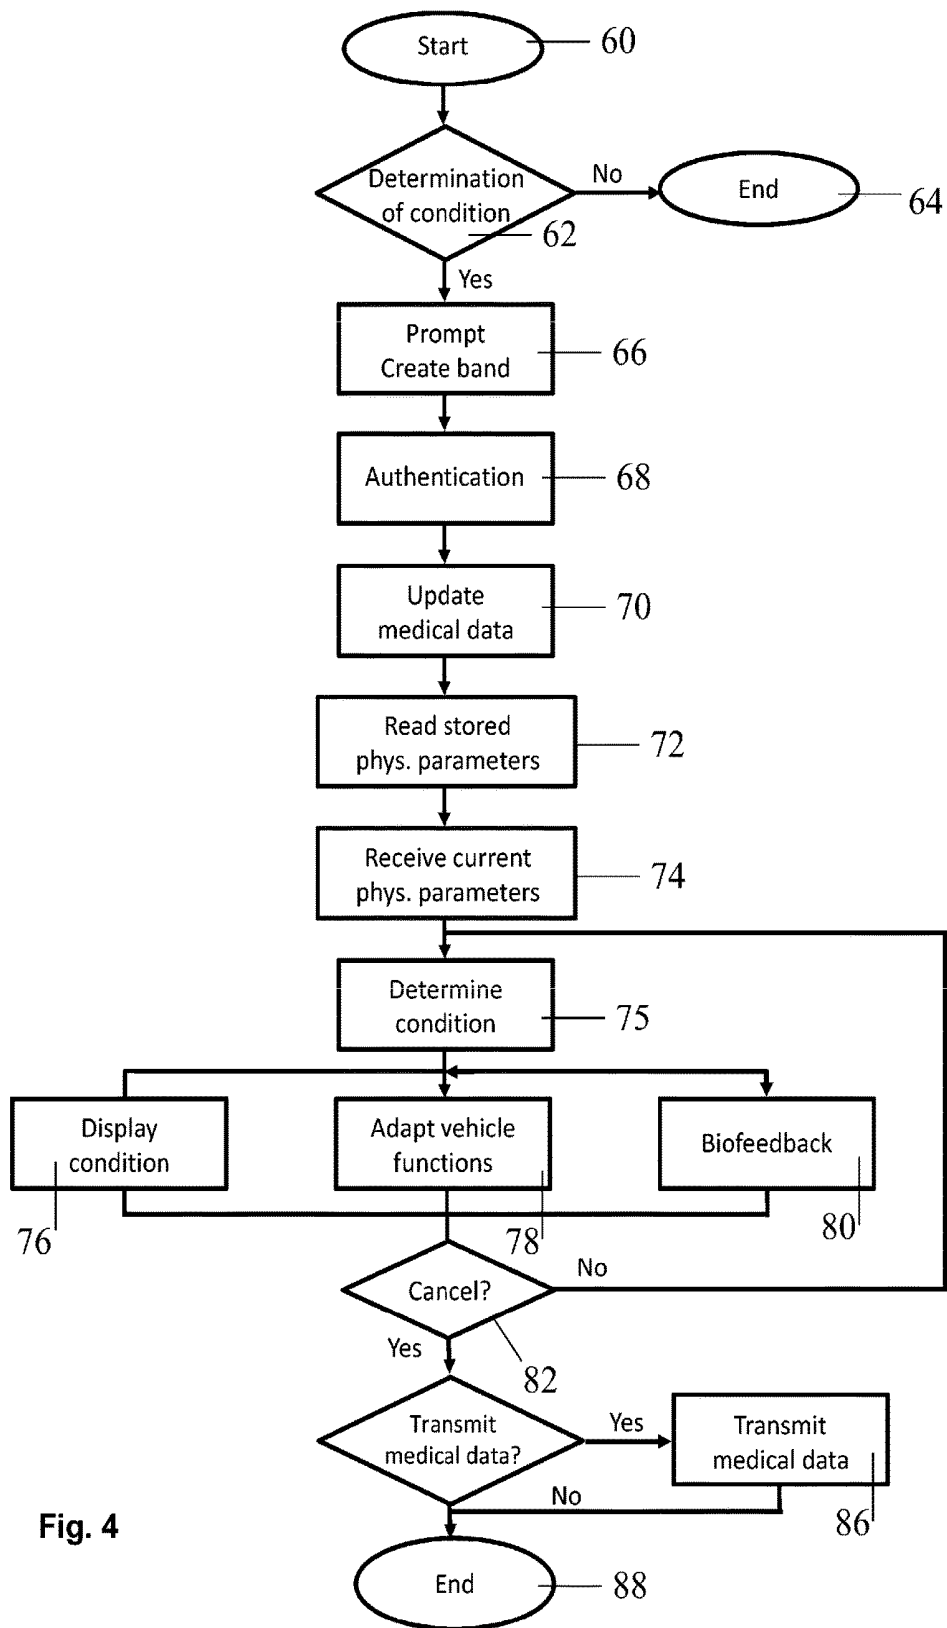 Start
60
Determination
of condition
62
No
End
64
Yes
Prompt
Create band
66
Authentication
68
Update
medical data
70
Read stored
phys. parameters
72
Receive current
phys. parameters
74
Determine
condition
75
Display
condition
76
Adapt vehicle
functions
78
Biofeedback
80
Cancel?
No
82
Yes
Transmit
medical data?
Yes
Transmit
medical data
86
No
Fig. 4
End
88